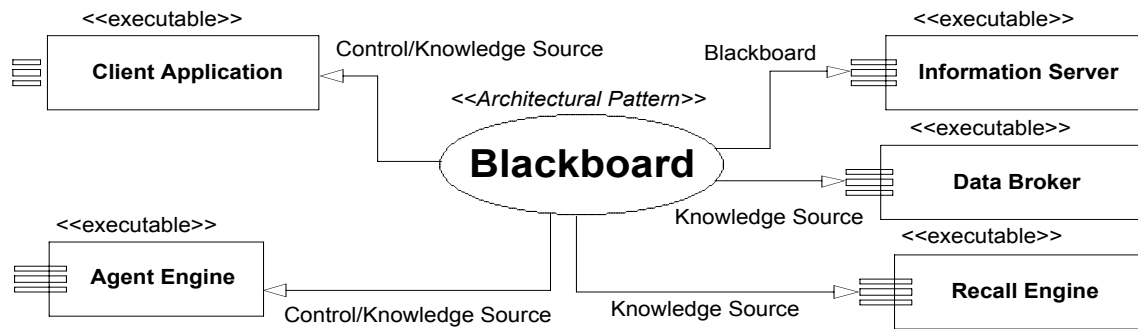 <<executable>>
Client Application
Control/Knowledge Source
<<Architectural Pattern>>
Blackboard
Blackboard
<<executable>>
Information Server
<<executable>>
Data Broker
Knowledge Source
<<executable>>
Agent Engine
Control/Knowledge Source
Knowledge Source
<<executable>>
Recall Engine